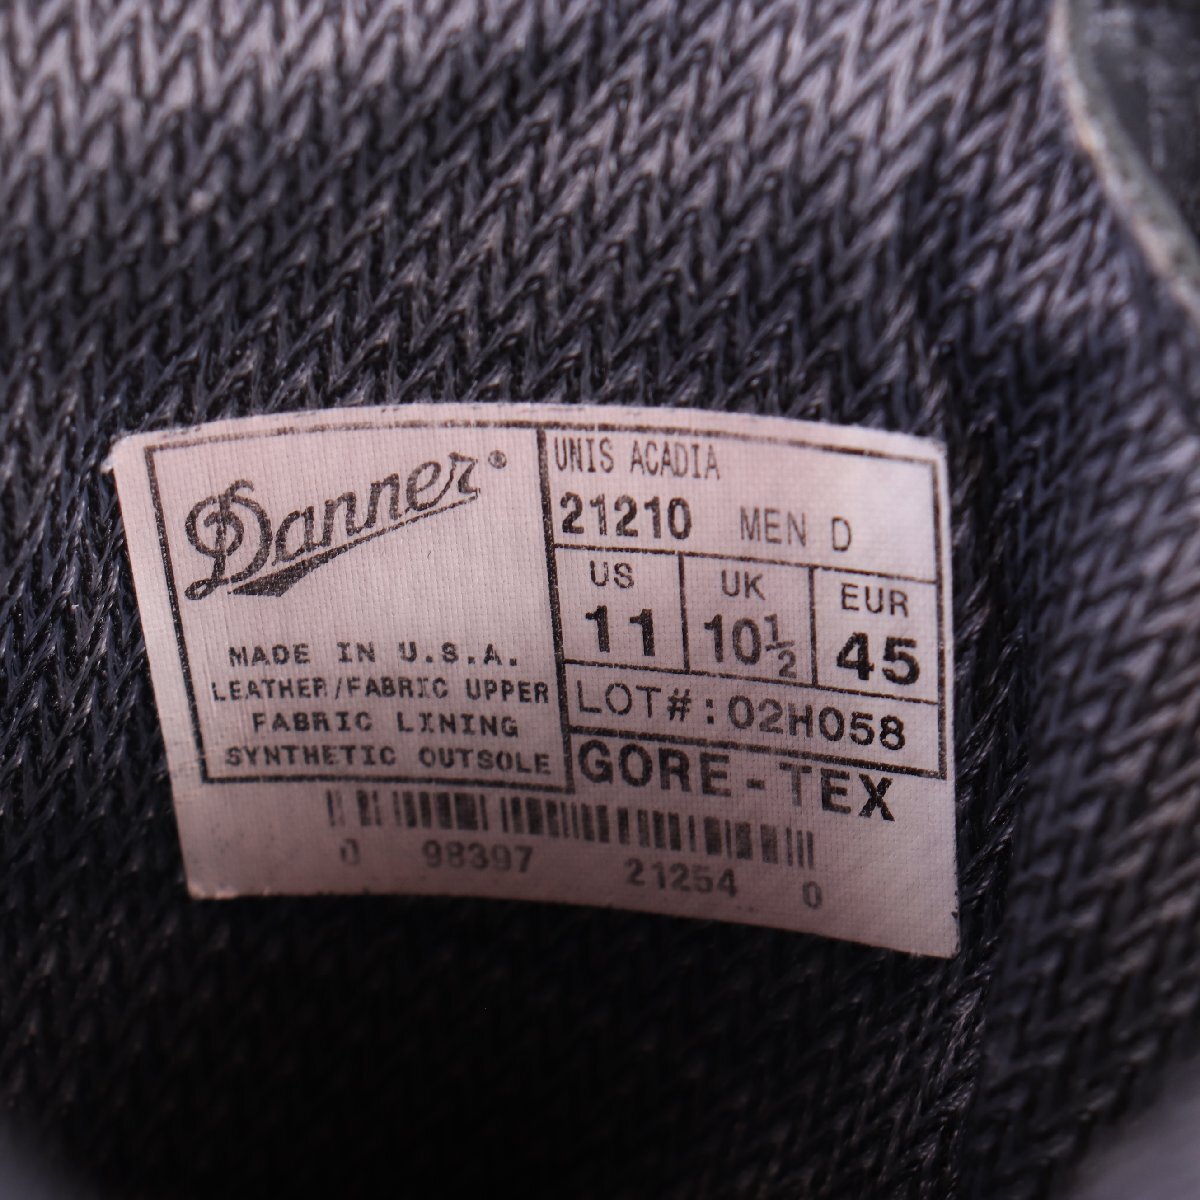 Danner®
MADE IN U.S.A.
LEATHER/FABRIC UPPER
FABRIC LINING
SYNTHETIC OUTSOLE
UNIS ACADIA
21210 MEN D
US UK EUR
11 10½ 45
LOT#:02H058
GORE-TEX
0 98397 21254 0